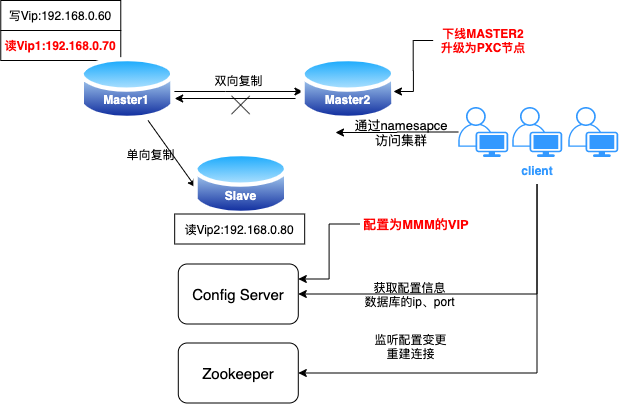 写Vip:192.168.0.60
读Vip1:192.168.0.70
Master1
双向复制
Master2
下线MASTER2
升级为PXC节点
通过namesapce
访问集群
client
单向复制
Slave
读Vip2:192.168.0.80
配置为MMM的VIP
Config Server
获取配置信息
数据库的ip、port
监听配置变更
重建连接
Zookeeper